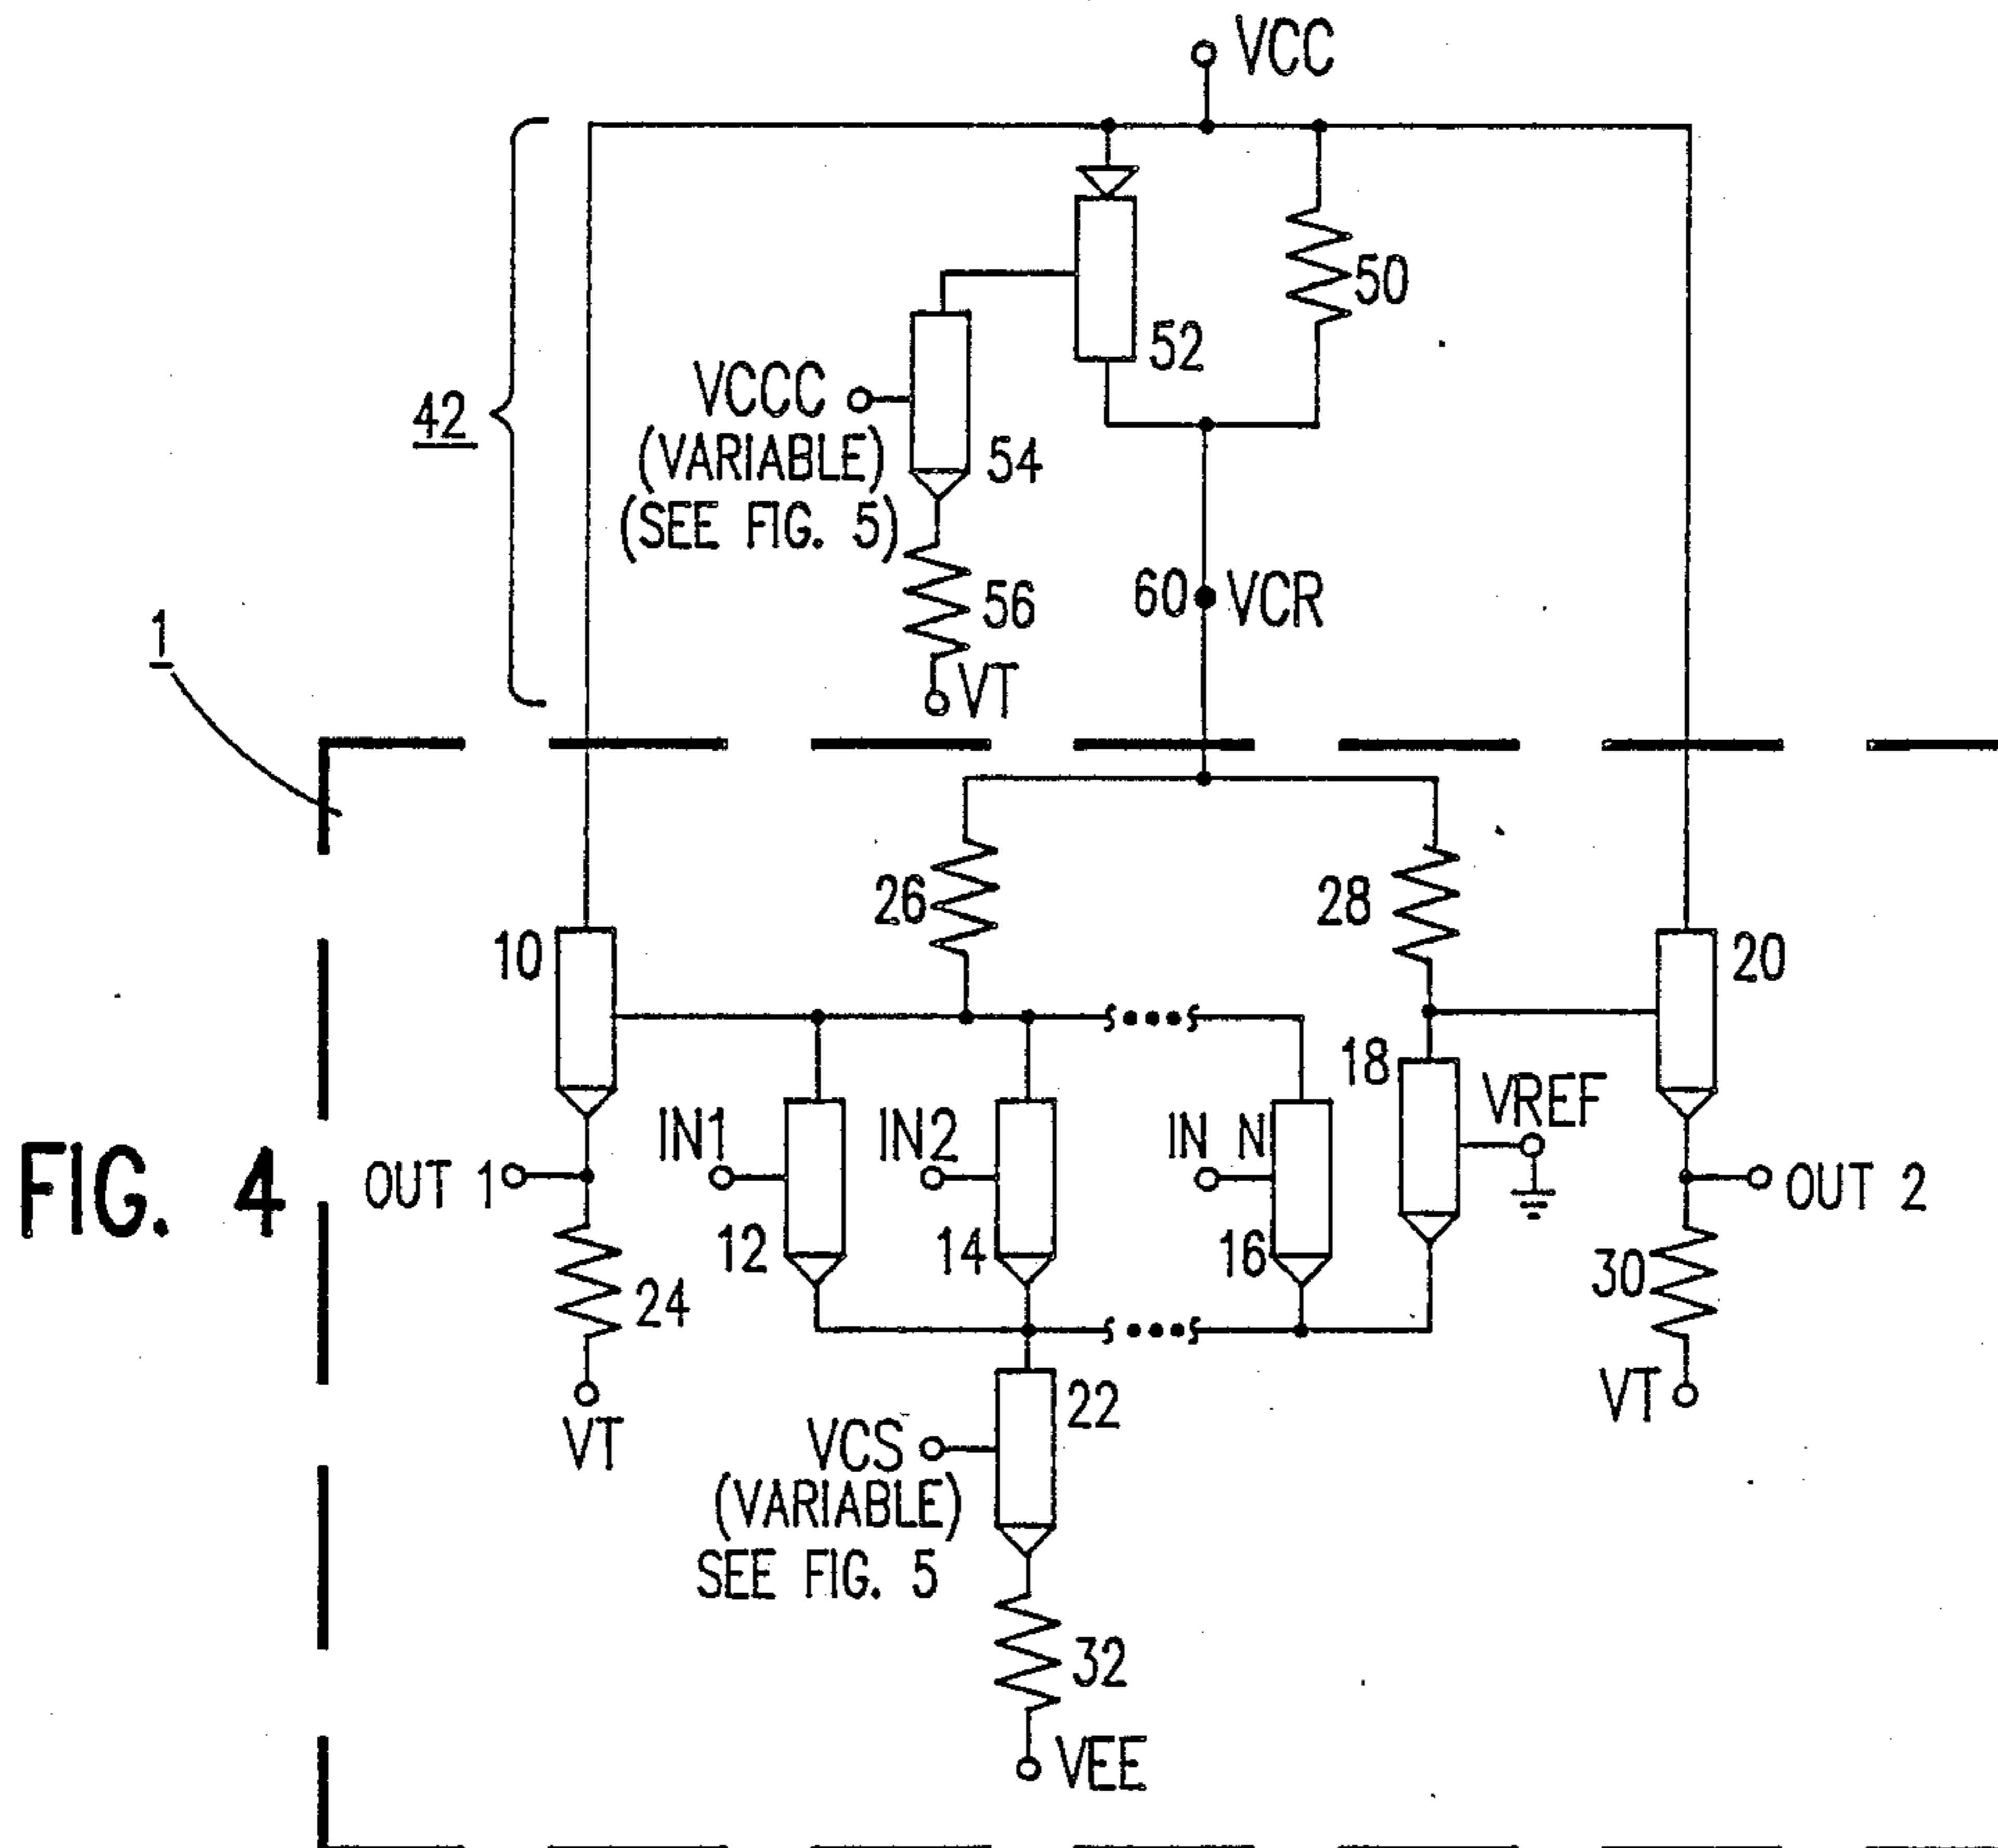 VCC
50
52
42
VCCC
(VARIABLE)
(SEE FIG. 5)
54
56
60 VCR
VT
1
26
28
10
20
18
VREF
IN1
IN2
IN N
FIG. 4
OUT 1
OUT 2
12
14
16
24
30
VT
VT
22
VCS
(VARIABLE)
SEE FIG. 5
32
VEE